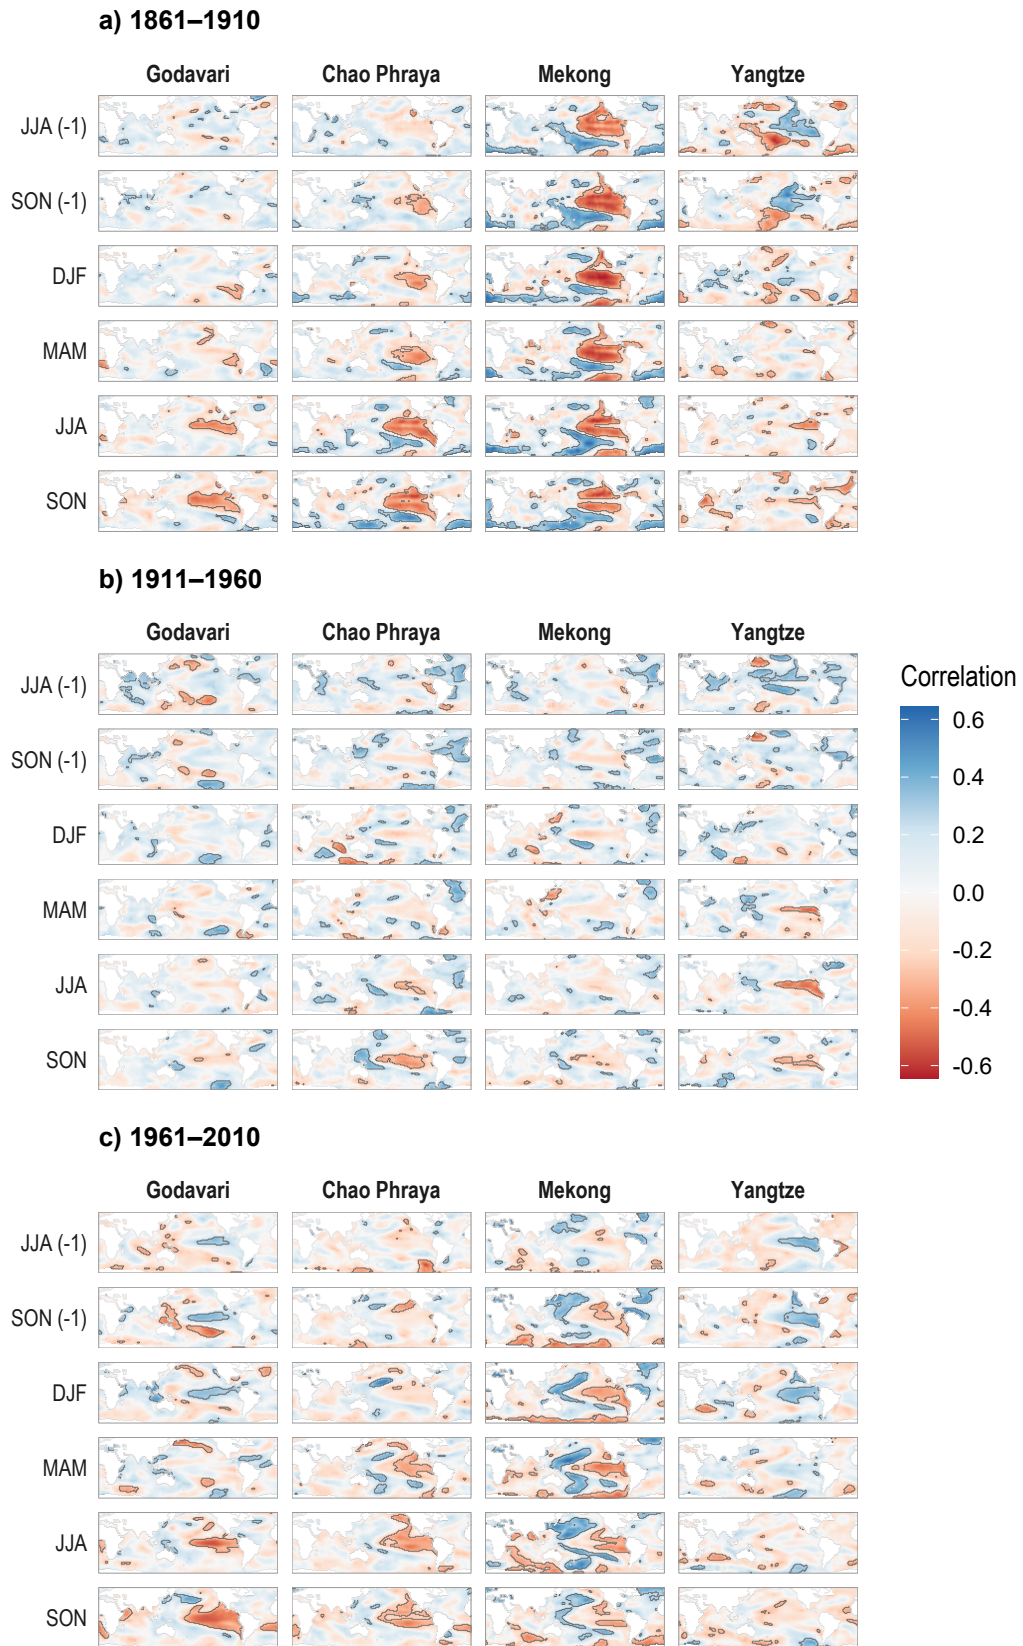 a) 1861–1910
Godavari Chao Phraya Mekong Yangtze
JJA (-1)
SON (-1)
DJF
MAM
JJA
SON
b) 1911–1960
Godavari Chao Phraya Mekong Yangtze
JJA (-1)
SON (-1)
DJF
MAM
JJA
SON
Correlation
0.6
0.4
0.2
0.0
-0.2
-0.4
-0.6
c) 1961–2010
Godavari Chao Phraya Mekong Yangtze
JJA (-1)
SON (-1)
DJF
MAM
JJA
SON